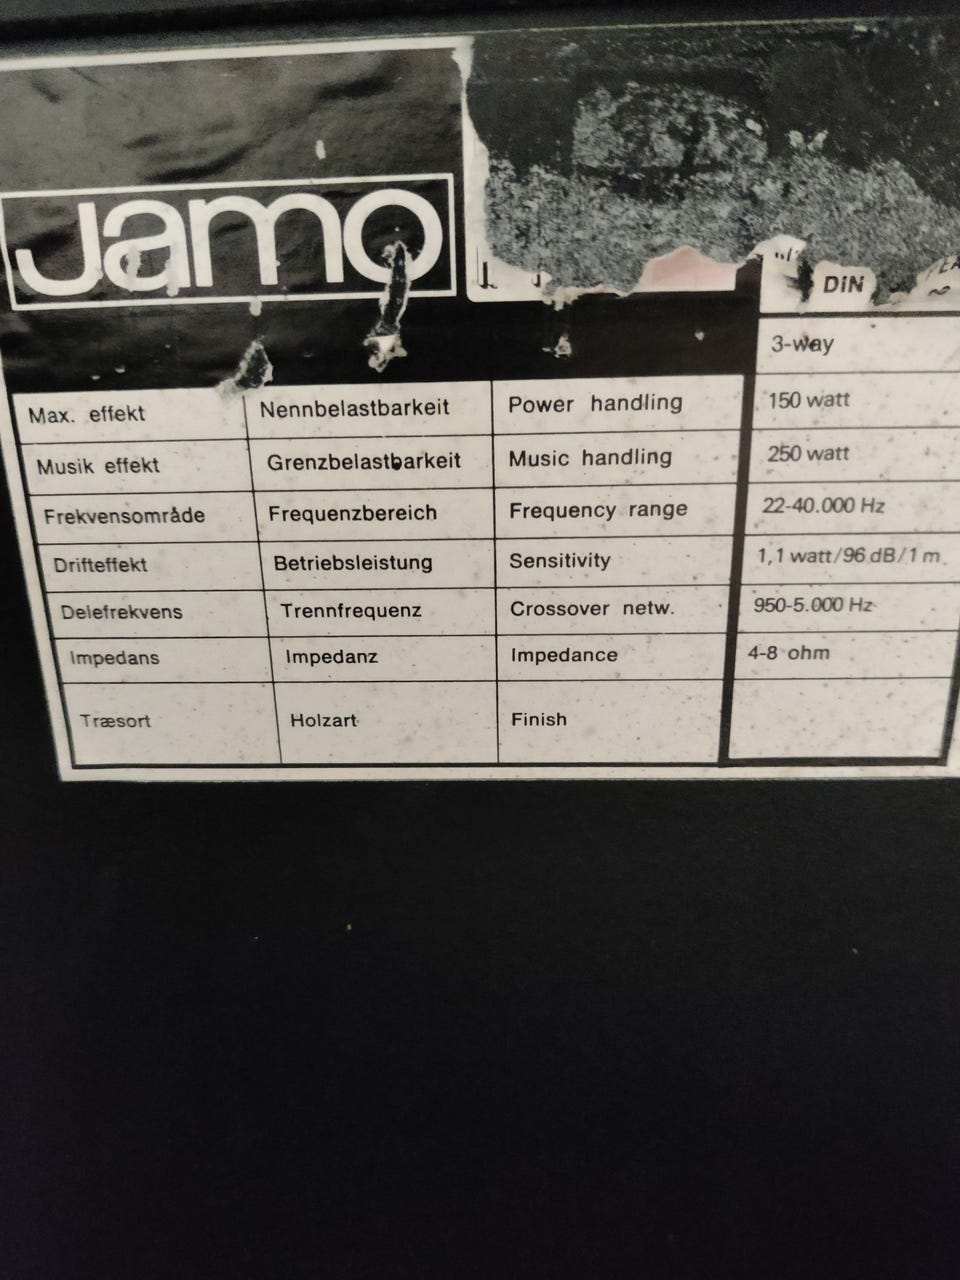 Jamo
DIN
3-way
Max. effekt Nennbelastbarkeit Power handling 150 watt
Musik effekt Grenzbelastbarkeit Music handling 250 watt
Frekvensområde Frequenzbereich Frequency range 22-40.000 Hz
Drifteffekt Betriebsleistung Sensitivity 1,1 watt/96 dB/1 m.
Delefrekvens Trennfrequenz Crossover netw. 950-5.000 Hz
Impedans Impedanz Impedance 4-8 ohm
Træsort Holzart Finish